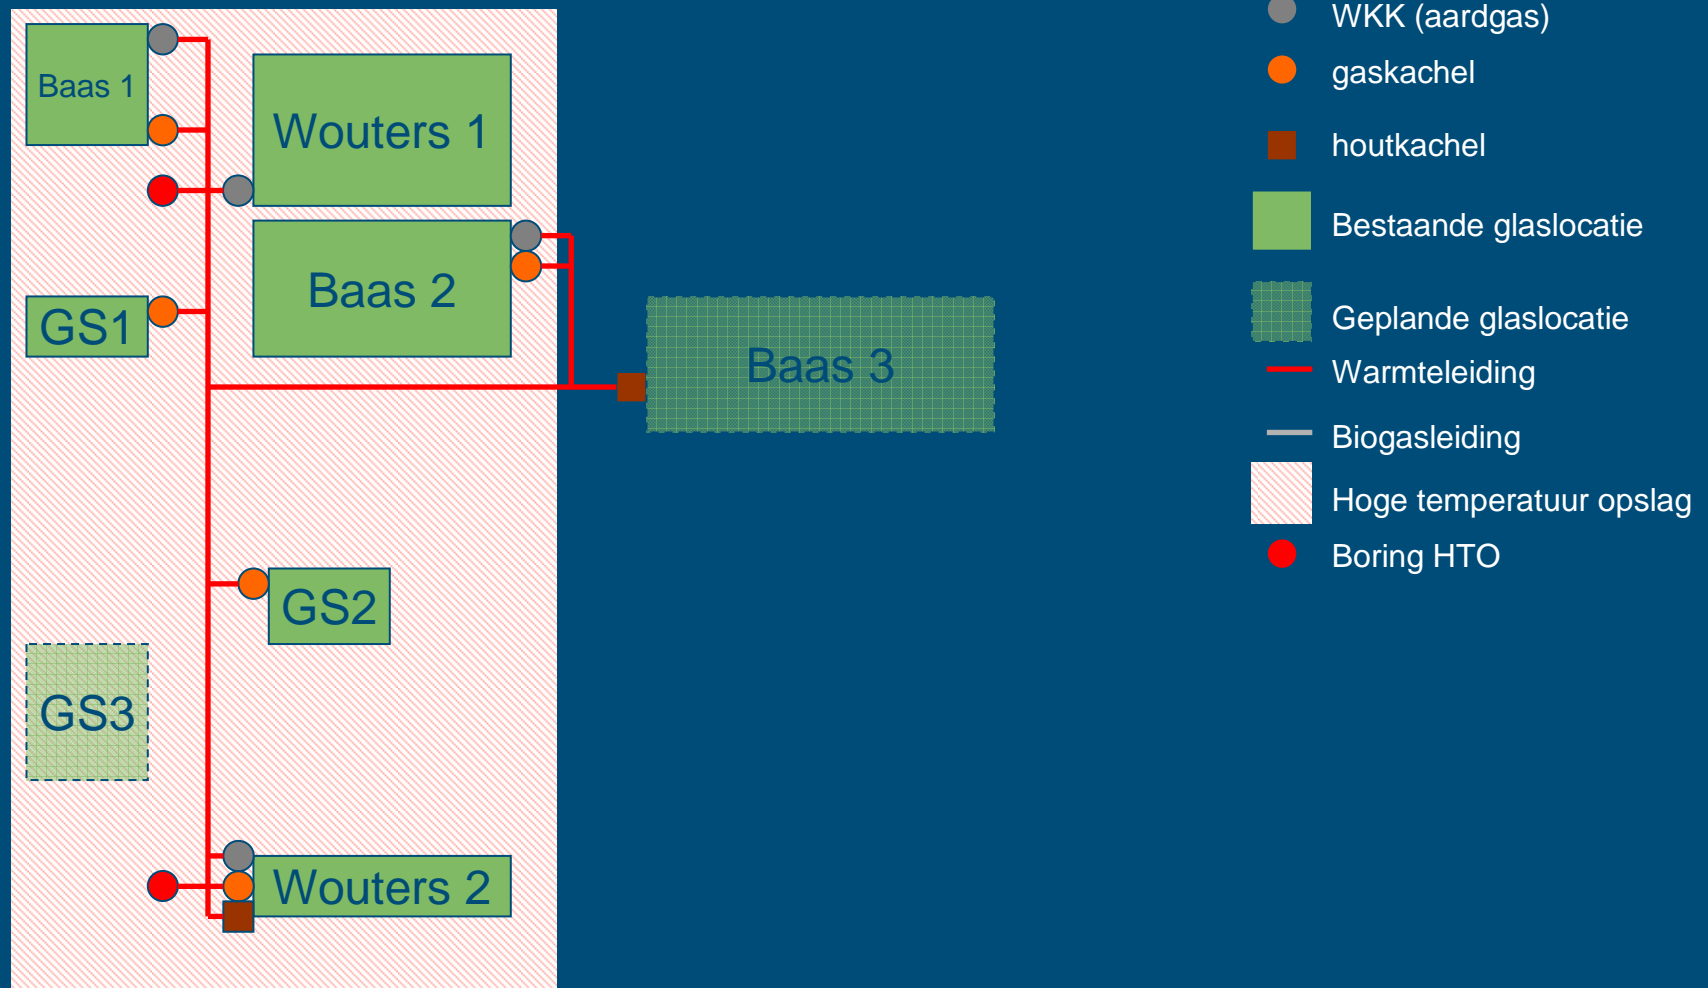 Baas 1
Wouters 1
Baas 2
GS1
Baas 3
GS2
GS3
Wouters 2
WKK (aardgas)
gaskachel
houtkachel
Bestaande glaslocatie
Geplande glaslocatie
Warmteleiding
Biogasleiding
Hoge temperatuur opslag
Boring HTO